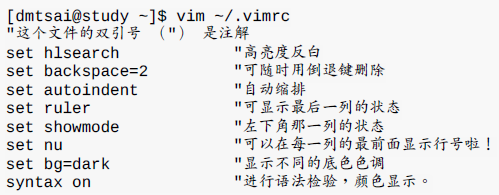 [dmtsai@study ~]$ vim ~/.vimrc
"这个文件的双引号 （"） 是注解
set hlsearch "高亮度反白
set backspace=2 "可随时用倒退键删除
set autoindent "自动缩排
set ruler "可显示最后一列的状态
set showmode "左下角那一列的状态
set nu "可以在每一列的最前面显示行号啦！
set bg=dark "显示不同的底色色调
syntax on "进行语法检验，颜色显示。